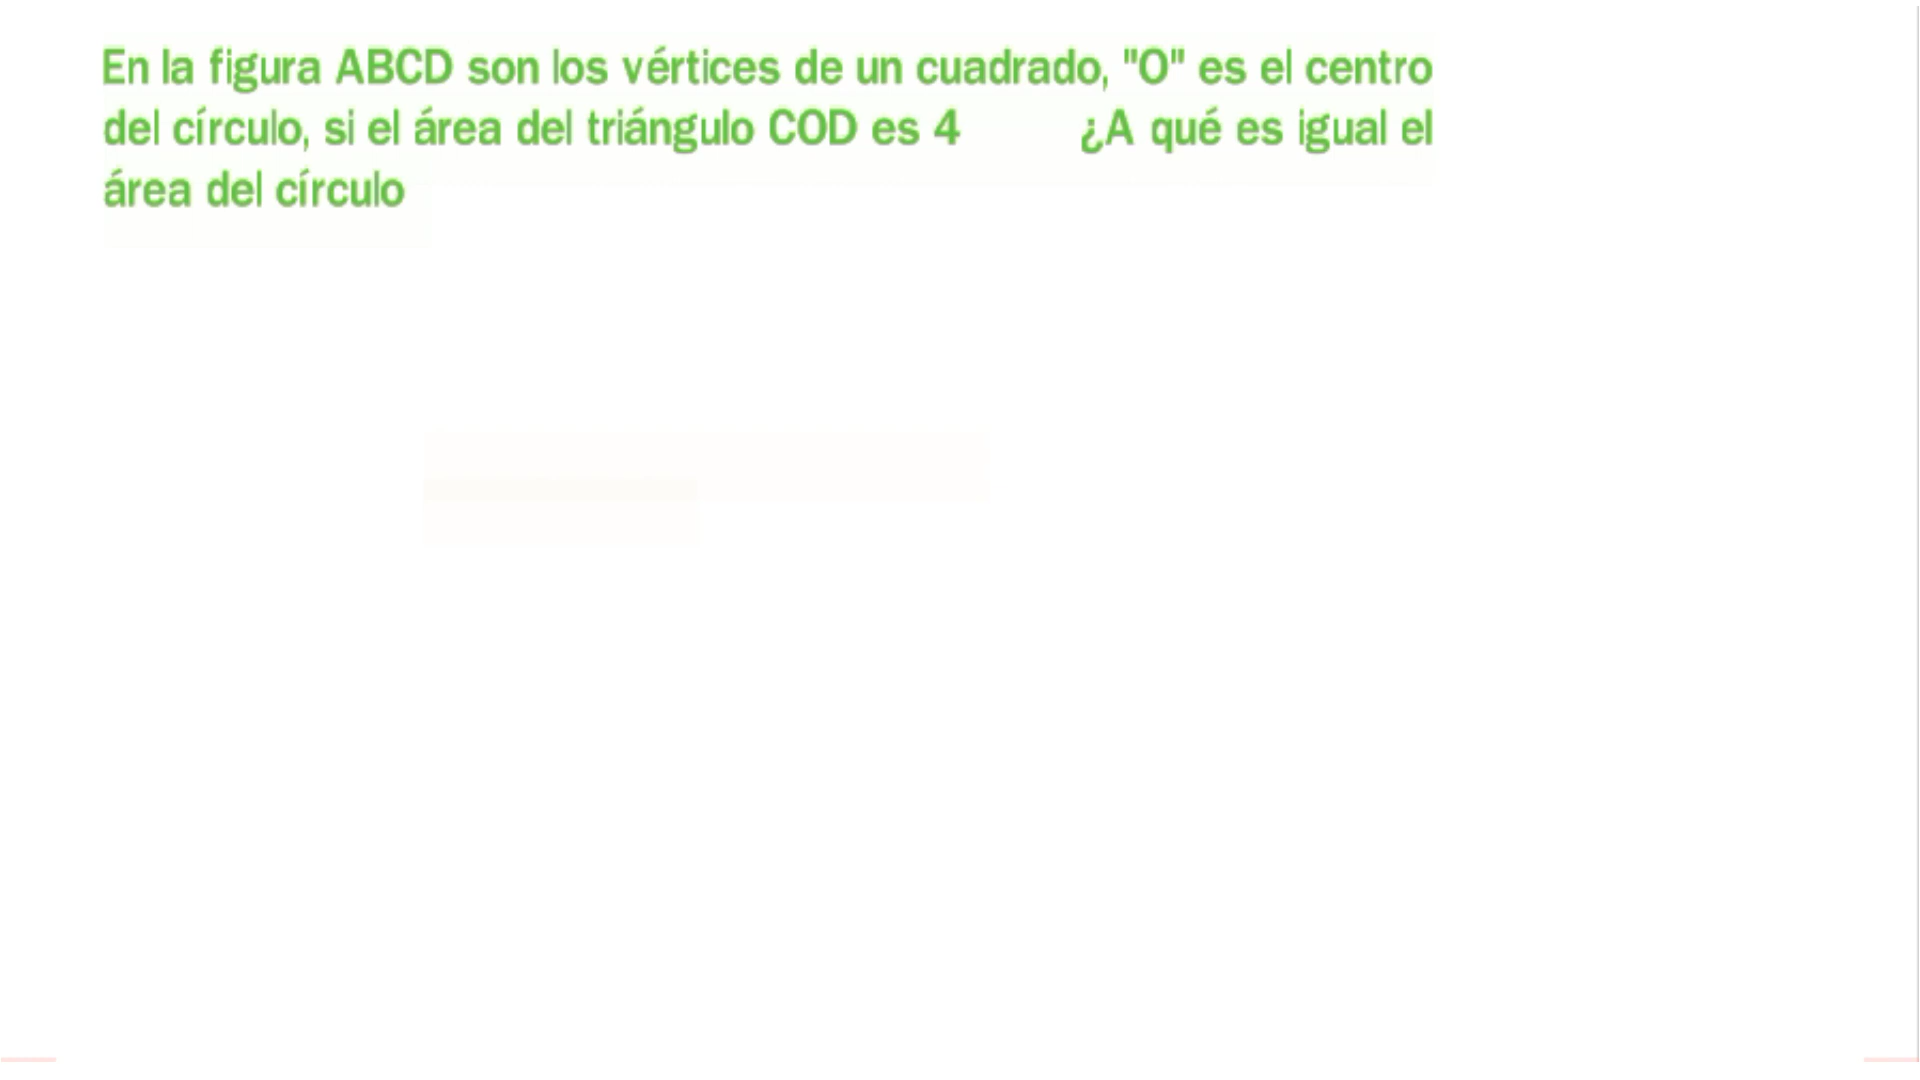 En la figura ABCD son los vértices de un cuadrado, "O" es el centro
del círculo, si el área del triángulo COD es 4 ¿A qué es igual el
área del círculo